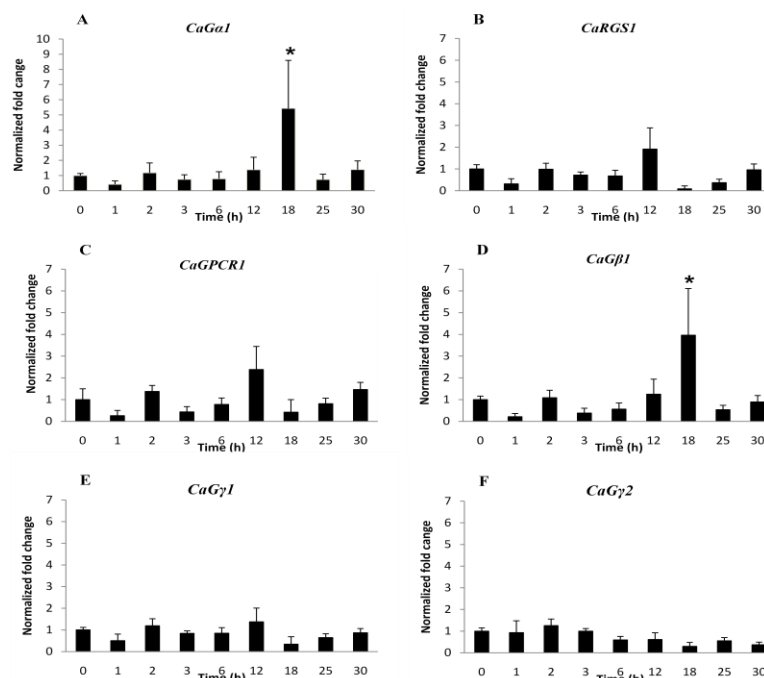 A
CaGα1
Normalized fold cange
10
9
8
7
6
5
4
3
2
1
0
*
0 1 2 3 6 12 18 25 30
Time (h)
B
CaRGS1
Normalized fold change
7
6
5
4
3
2
1
0
0 1 2 3 6 12 18 25 30
Time (h)
C
CaGPCR1
Normalized fold change
7
6
5
4
3
2
1
0
0 1 2 3 6 12 18 25 30
Time (h)
D
CaGβ1
Normalized fold change
7
6
5
4
3
2
1
0
*
0 1 2 3 6 12 18 25 30
Time (h)
E
CaGγ1
Normalized fold change
7
6
5
4
3
2
1
0
0 1 2 3 6 12 18 25 30
Time (h)
F
CaGγ2
Normalized fold cange
7
6
5
4
3
2
1
0
0 1 2 3 6 12 18 25 30
Time (h)